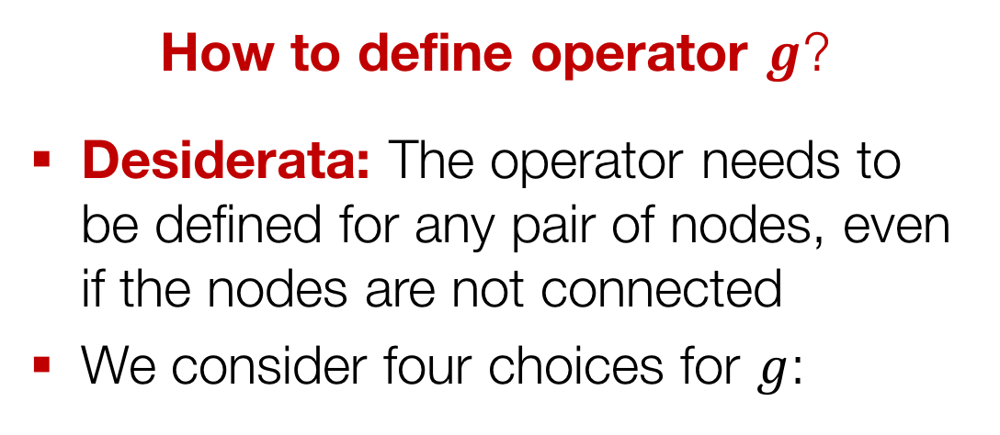 How to define operator g?
▪ Desiderata: The operator needs to
be defined for any pair of nodes, even
if the nodes are not connected
▪ We consider four choices for g: